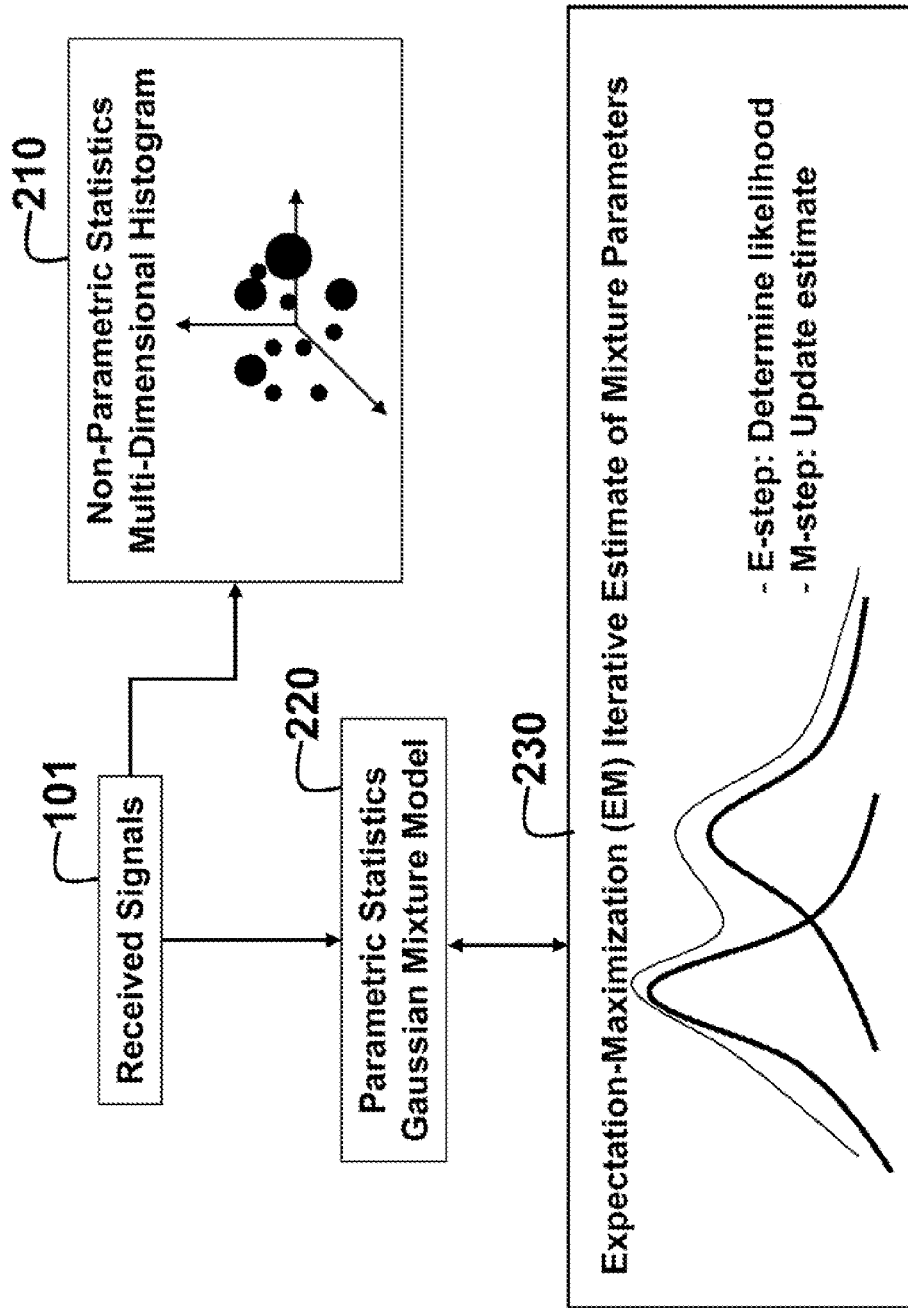 101
Received Signals
210
Non-Parametric Statistics
Multi-Dimensional Histogram
220
Parametric Statistics
Gaussian Mixture Model
230
Expectation-Maximization (EM) Iterative Estimate of Mixture Parameters
- E-step: Determine likelihood
- M-step: Update estimate